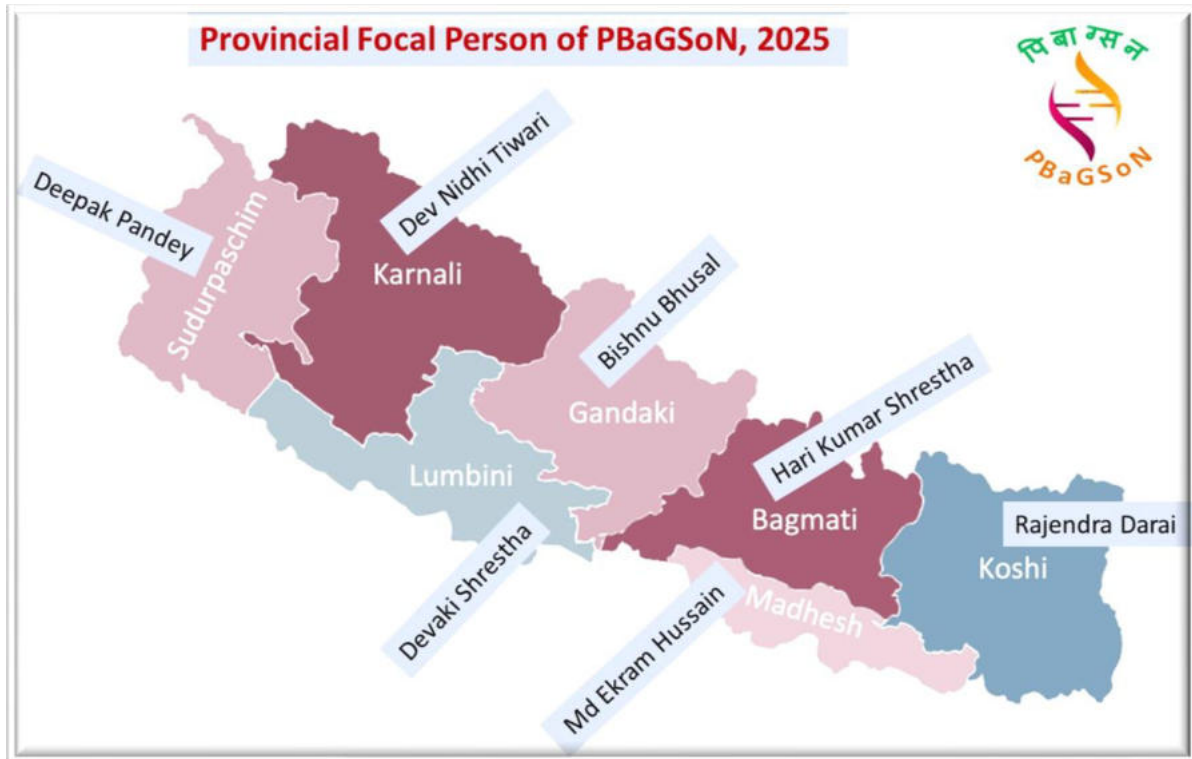 Provincial Focal Person of PBaGSoN, 2025
पिबाग्सन
PBaGSoN
Deepak Pandey
Sudurpaschim
Dev Nidhi Tiwari
Karnali
Bishnu Bhusal
Gandaki
Lumbini
Devaki Shrestha
Hari Kumar Shrestha
Bagmati
Rajendra Darai
Koshi
Madhesh
Md Ekram Hussain